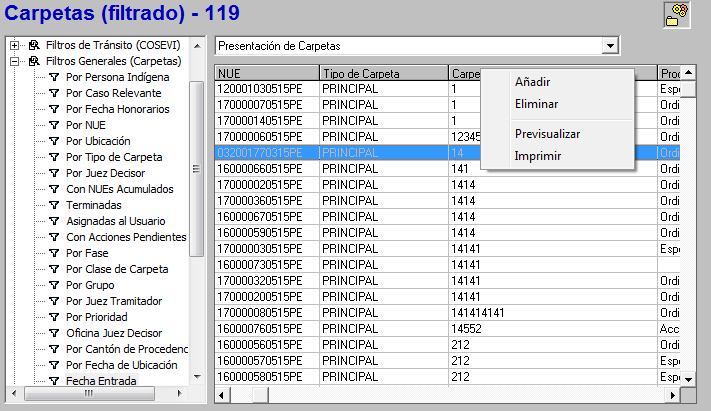 Carpetas (filtrado) - 119
Filtros de Tránsito (COSEVI)
Filtros Generales (Carpetas)
Por Persona Indígena
Por Caso Relevante
Por Fecha Honorarios
Por NUE
Por Ubicación
Por Tipo de Carpeta
Por Juez Decisor
Con NUEs Acumulados
Terminadas
Asignadas al Usuario
Con Acciones Pendientes
Por Fase
Por Clase de Carpeta
Por Grupo
Por Juez Tramitador
Por Prioridad
Oficina Juez Decisor
Por Cantón de Procedenc
Por Fecha de Ubicación
Fecha Entrada
Presentación de Carpetas
NUE Tipo de Carpeta Carpe Proc
120001030515PE PRINCIPAL 1 Espe
170000070515PE PRINCIPAL 1 Ordi
170000140515PE PRINCIPAL 1 Ordi
170000060515PE PRINCIPAL 12345 Ordi
032001770315PE PRINCIPAL 14 Ordi
160000660515PE PRINCIPAL 141 Ordi
170000020515PE PRINCIPAL 1414 Ordi
170000360515PE PRINCIPAL 1414 Ordi
160000670515PE PRINCIPAL 1414 Ordi
160000590515PE PRINCIPAL 1414 Ordi
170000030515PE PRINCIPAL 14141 Espe
160000730515PE PRINCIPAL 14141
170000320515PE PRINCIPAL 14141 Ordi
170000200515PE PRINCIPAL 14141 Ordi
170000080515PE PRINCIPAL 141414141 Ordi
160000760515PE PRINCIPAL 14552 Acc
160000560515PE PRINCIPAL 212 Ordi
160000570515PE PRINCIPAL 212 Espe
160000580515PE PRINCIPAL 212 Espe
Añadir
Eliminar
Previsualizar
Imprimir